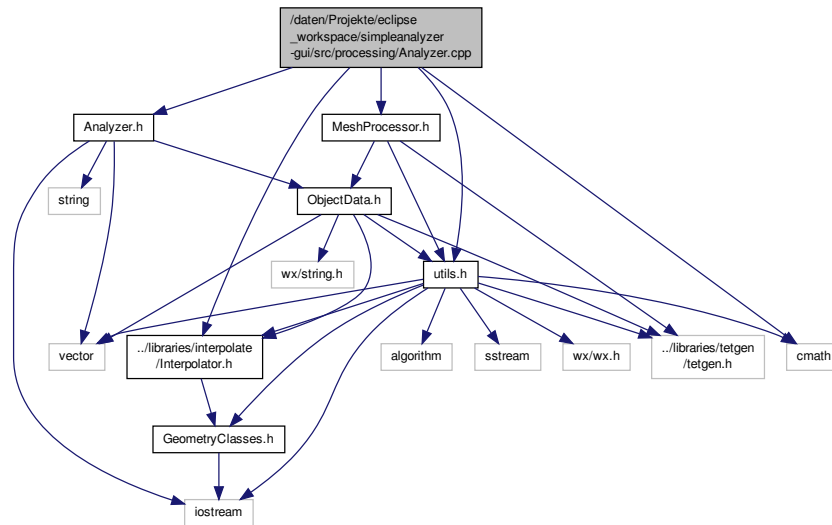 /daten/Projekte/eclipse
_workspace/simpleanalyzer
-gui/src/processing/Analyzer.cpp
Analyzer.h
MeshProcessor.h
string
ObjectData.h
wx/string.h
utils.h
vector
../libraries/interpolate
/Interpolator.h
algorithm
sstream
wx/wx.h
../libraries/tetgen
/tetgen.h
cmath
GeometryClasses.h
iostream